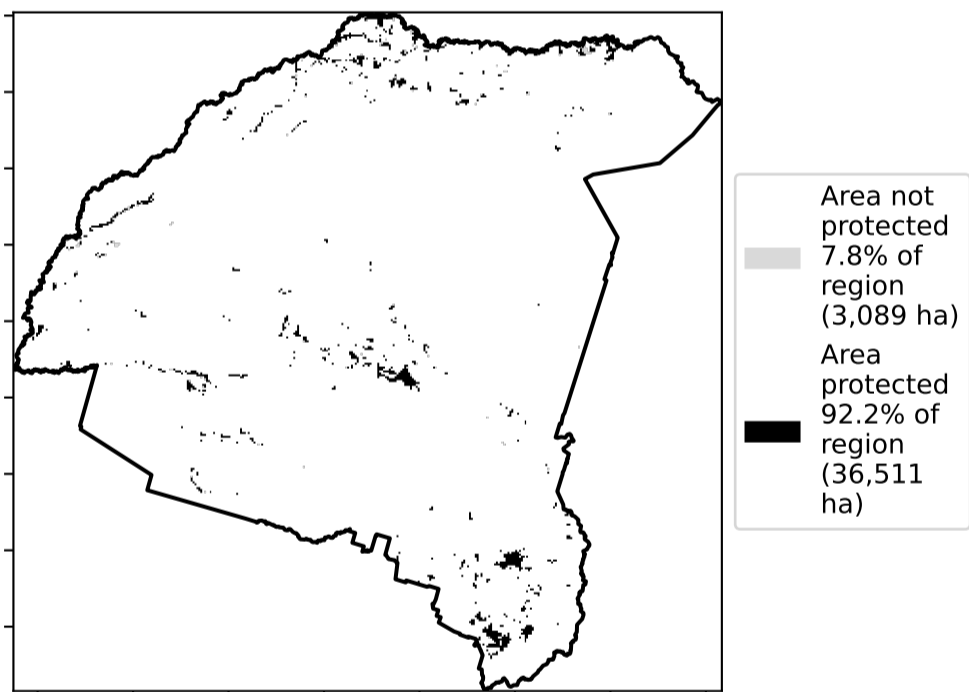 Area not
protected
7.8% of
region
(3,089 ha)
Area
protected
92.2% of
region
(36,511
ha)